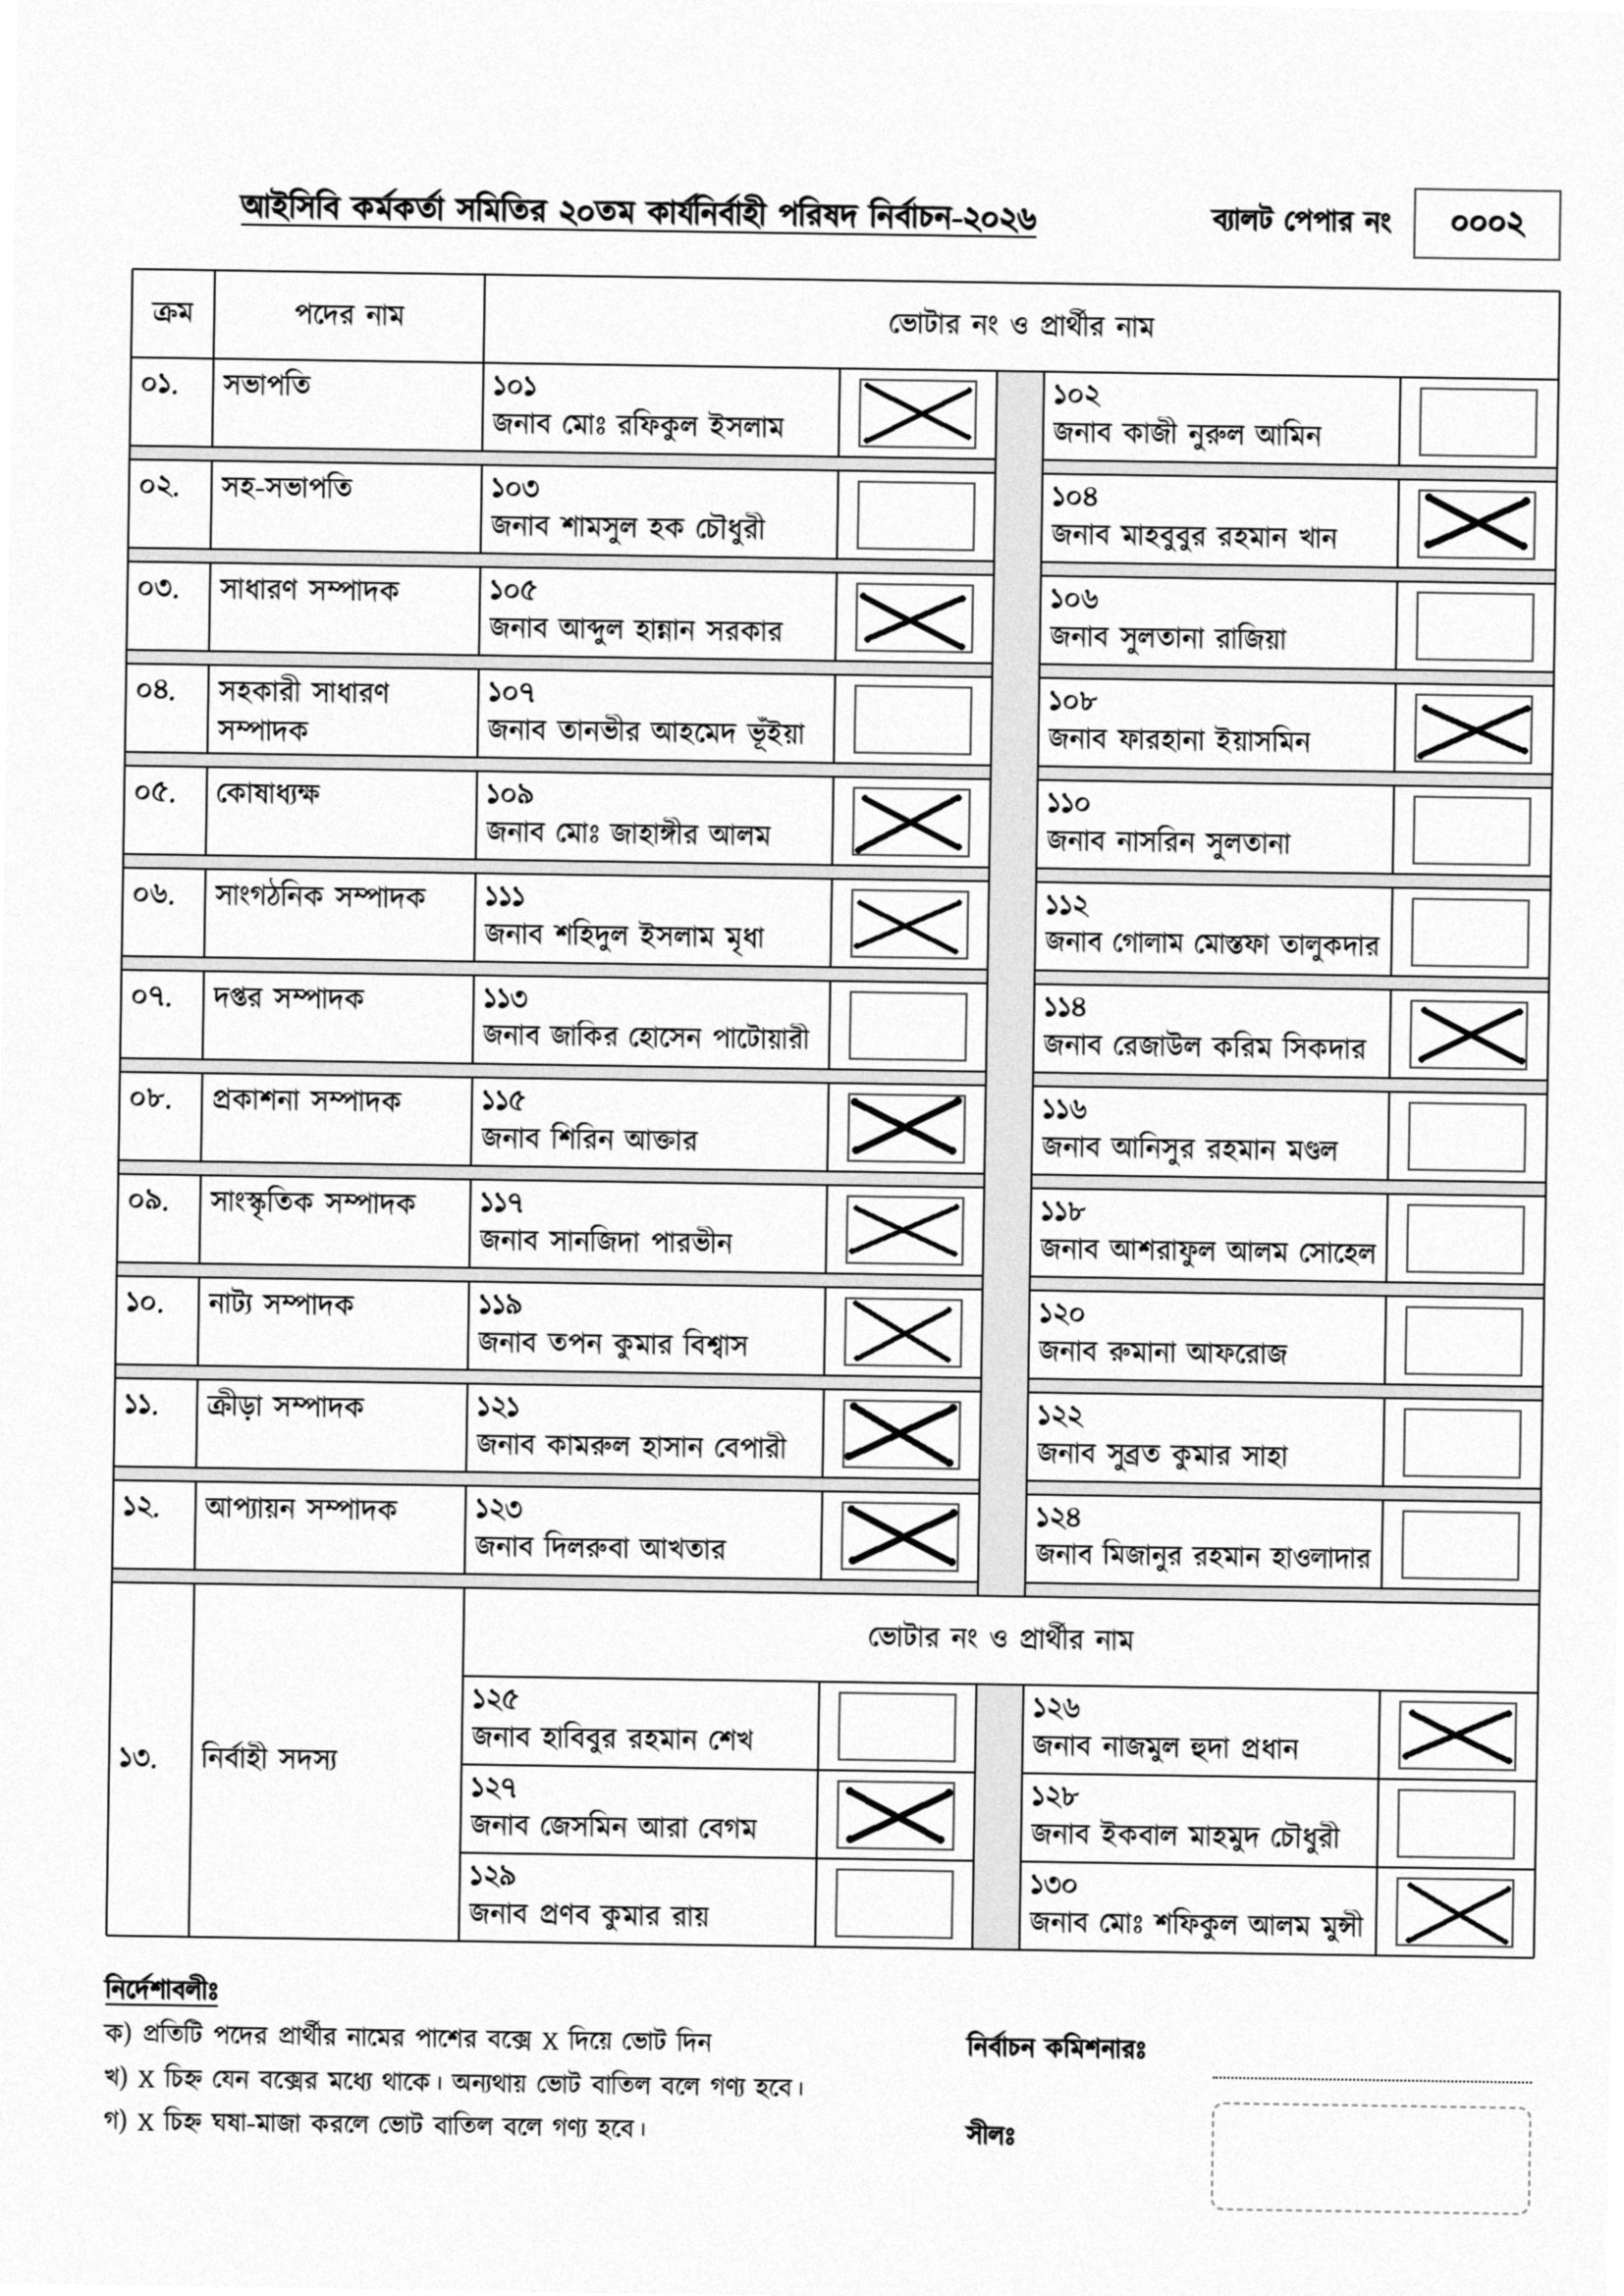 আইসিবি কর্মকর্তা সমিতির ২০তম কার্যনির্বাহী পরিষদ নির্বাচন-২০২৬
ব্যালট পেপার নং ০০০২
ক্রম পদের নাম ভোটার নং ও প্রার্থীর নাম
০১. সভাপতি ১০১ ১০২
জনাব মোঃ রফিকুল ইসলাম জনাব কাজী নুরুল আমিন
০২. সহ-সভাপতি ১০৩ ১০৪
জনাব শামসুল হক চৌধুরী জনাব মাহবুবুর রহমান খান
০৩. সাধারণ সম্পাদক ১০৫ ১০৬
জনাব আব্দুল হান্নান সরকার জনাব সুলতানা রাজিয়া
০৪. সহকারী সাধারণ ১০৭ ১০৮
সম্পাদক জনাব তানভীর আহমেদ ভূঁইয়া জনাব ফারহানা ইয়াসমিন
০৫. কোষাধ্যক্ষ ১০৯ ১১০
জনাব মোঃ জাহাঙ্গীর আলম জনাব নাসরিন সুলতানা
০৬. সাংগঠনিক সম্পাদক ১১১ ১১২
জনাব শহিদুল ইসলাম মৃধা জনাব গোলাম মোস্তফা তালুকদার
০৭. দপ্তর সম্পাদক ১১৩ ১১৪
জনাব জাকির হোসেন পাটোয়ারী জনাব রেজাউল করিম সিকদার
০৮. প্রকাশনা সম্পাদক ১১৫ ১১৬
জনাব শিরিন আক্তার জনাব আনিসুর রহমান মণ্ডল
০৯. সাংস্কৃতিক সম্পাদক ১১৭ ১১৮
জনাব সানজিদা পারভীন জনাব আশরাফুল আলম সোহেল
১০. নাট্য সম্পাদক ১১৯ ১২০
জনাব তপন কুমার বিশ্বাস জনাব রুমানা আফরোজ
১১. ক্রীড়া সম্পাদক ১২১ ১২২
জনাব কামরুল হাসান বেপারী জনাব সুব্রত কুমার সাহা
১২. আপ্যায়ন সম্পাদক ১২৩ ১২৪
জনাব দিলরুবা আখতার জনাব মিজানুর রহমান হাওলাদার
ভোটার নং ও প্রার্থীর নাম
১২৫ ১২৬
জনাব হাবিবুর রহমান শেখ জনাব নাজমুল হুদা প্রধান
১৩. নির্বাহী সদস্য
১২৭ ১২৮
জনাব জেসমিন আরা বেগম জনাব ইকবাল মাহমুদ চৌধুরী
১২৯ ১৩০
জনাব প্রণব কুমার রায় জনাব মোঃ শফিকুল আলম মুন্সী
নির্দেশাবলীঃ
ক) প্রতিটি পদের প্রার্থীর নামের পাশের বক্সে X দিয়ে ভোট দিন
খ) X চিহ্ন যেন বক্সের মধ্যে থাকে। অন্যথায় ভোট বাতিল বলে গণ্য হবে।
গ) X চিহ্ন ঘষা-মাজা করলে ভোট বাতিল বলে গণ্য হবে।
নির্বাচন কমিশনারঃ
সীলঃ